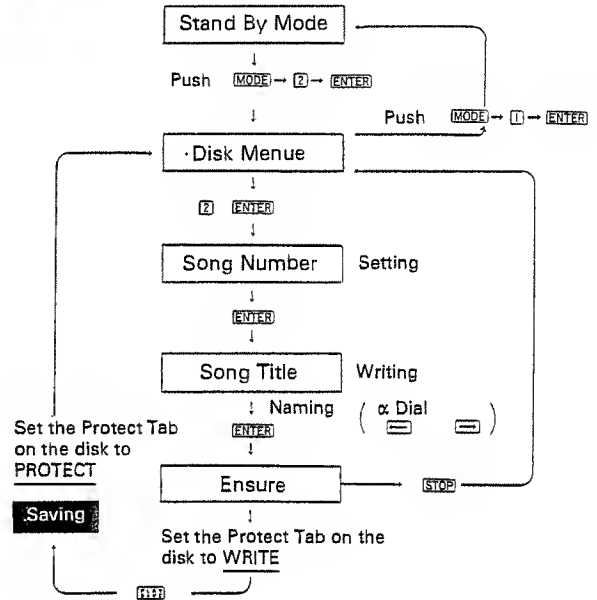 Stand By Mode
↓
Push MODE → 2 → ENTER
↓
Push MODE → 1 → ENTER
·Disk Menue
↓
2 ENTER
↓
Song Number Setting
↓
ENTER
↓
Song Title Writing
↓ Naming ( α Dial
ENTER ← → )
↓
Ensure → STOP
↓
Set the Protect Tab on the
disk to WRITE
Set the Protect Tab
on the disk to
PROTECT
.Saving